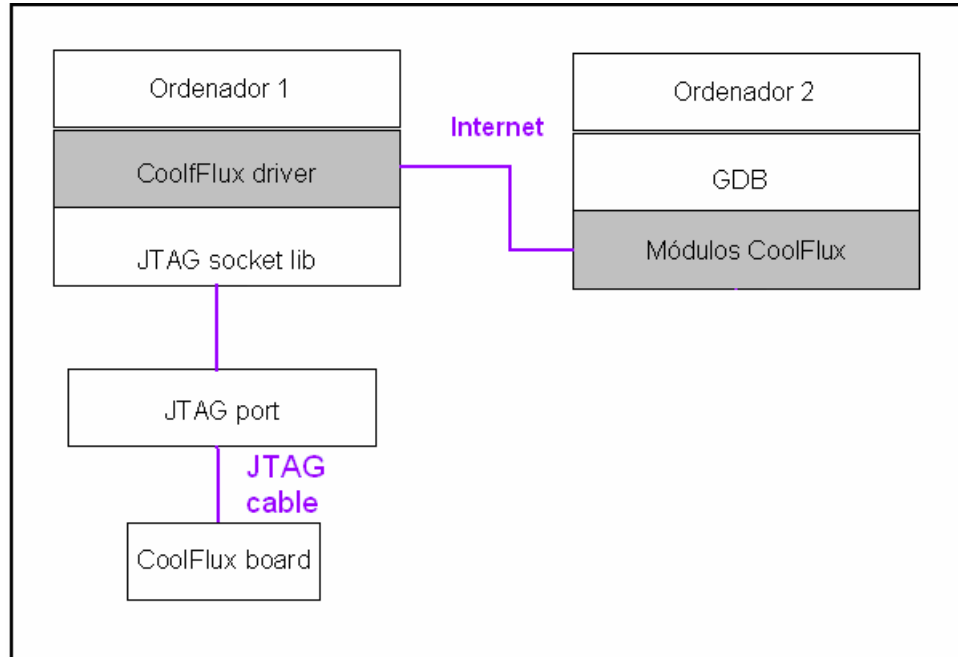 Ordenador 1
CoolfFlux driver
JTAG socket lib
Internet
Ordenador 2
GDB
Módulos CoolFlux
JTAG port
JTAG
cable
CoolFlux board